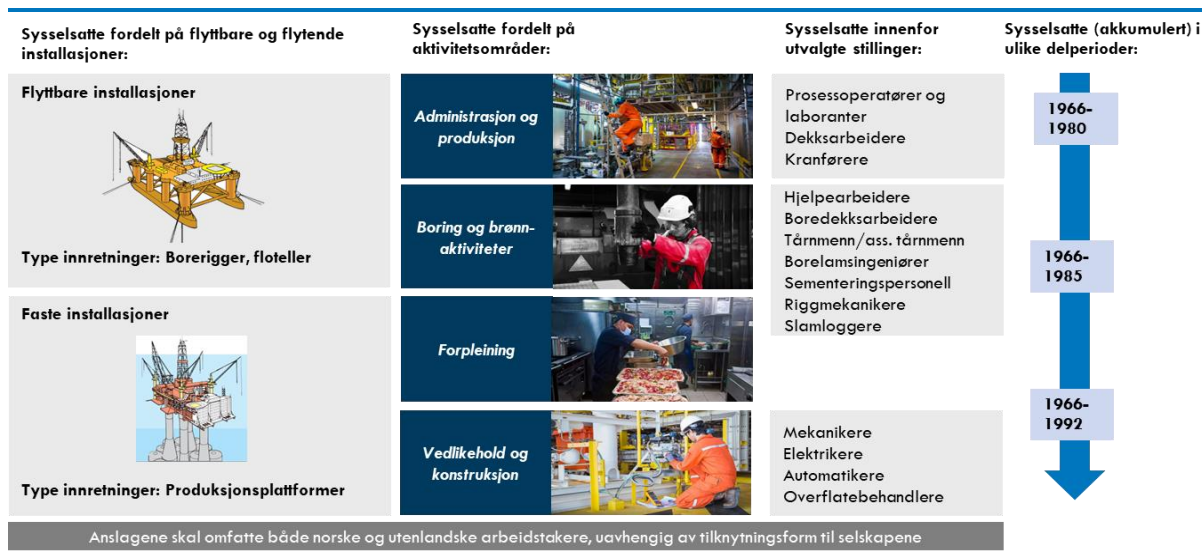 Sysselsatte fordelt på flyttbare og flytende
installasjoner:
Flyttbare installasjoner
Type innretninger: Borerigger, floteller
Faste installasjoner
Type innretninger: Produksjonsplattformer
Sysselsatte fordelt på
aktivitetsområder:
Administrasjon og
produksjon
Boring og brønn-
aktiviteter
Forpleining
Vedlikehold og
konstruksjon
Sysselsatte innenfor
utvalgte stillinger:
Prosessoperatører og
laboranter
Dekksarbeidere
Kranførere
Hjelpearbeidere
Boredekksarbeidere
Tårnmenn/ass. tårnmenn
Borelamsingeniører
Sementeringspersonell
Riggmekanikere
Slamloggere
Mekanikere
Elektrikere
Automatikere
Overflatebehandlere
Sysselsatte (akkumulert) i
ulike delperioder:
1966-
1980
1966-
1985
1966-
1992
Anslagene skal omfatte både norske og utenlandske arbeidstakere, uavhengig av tilknytningsform til selskapene